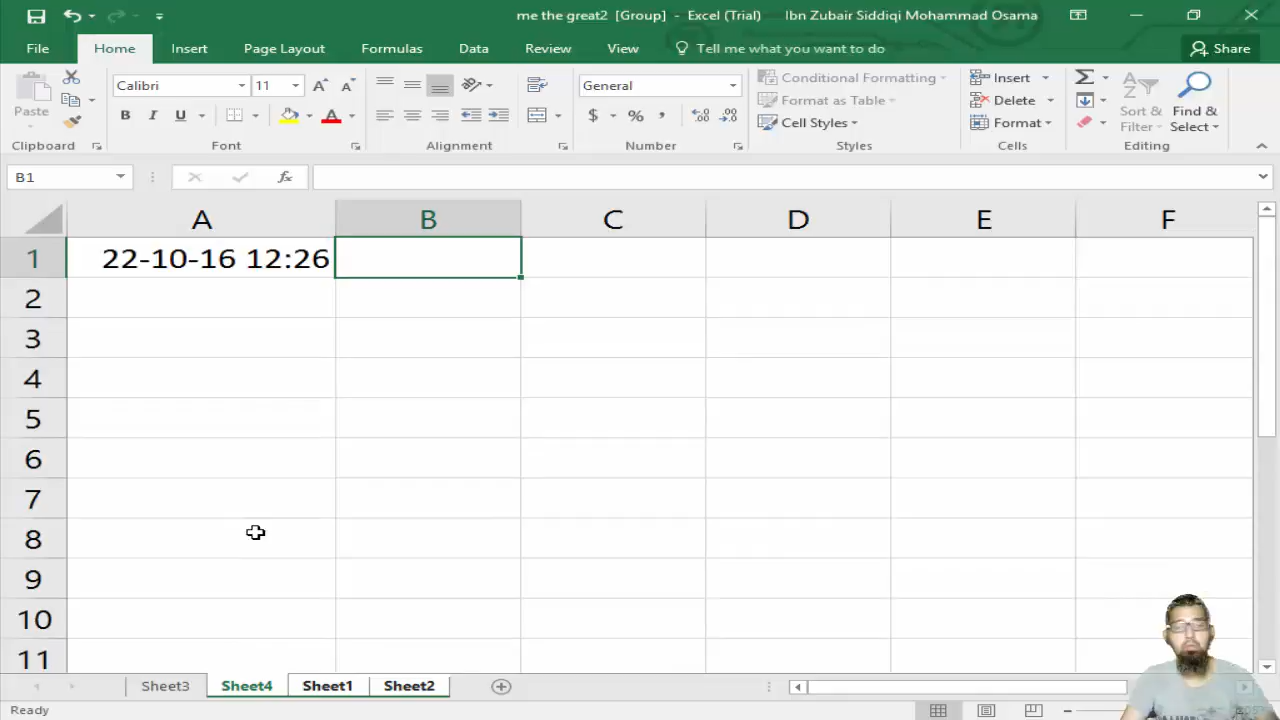 me the great2 [Group] - Excel (Trial)
Ibn Zubair Siddiqi Mohammad Osama
File
Home
Insert
Page Layout
Formulas
Data
Review
View
Tell me what you want to do
Share
Paste
Calibri
11
General
Conditional Formatting
Format as Table
Cell Styles
Insert
Delete
Format
Sort &
Filter
Find &
Select
Clipboard
Font
Alignment
Number
Styles
Cells
Editing
B1
A B C D E F
1 22-10-16 12:26
2
3
4
5
6
7
8
9
10
11
Sheet3
Sheet4
Sheet1
Sheet2
Ready